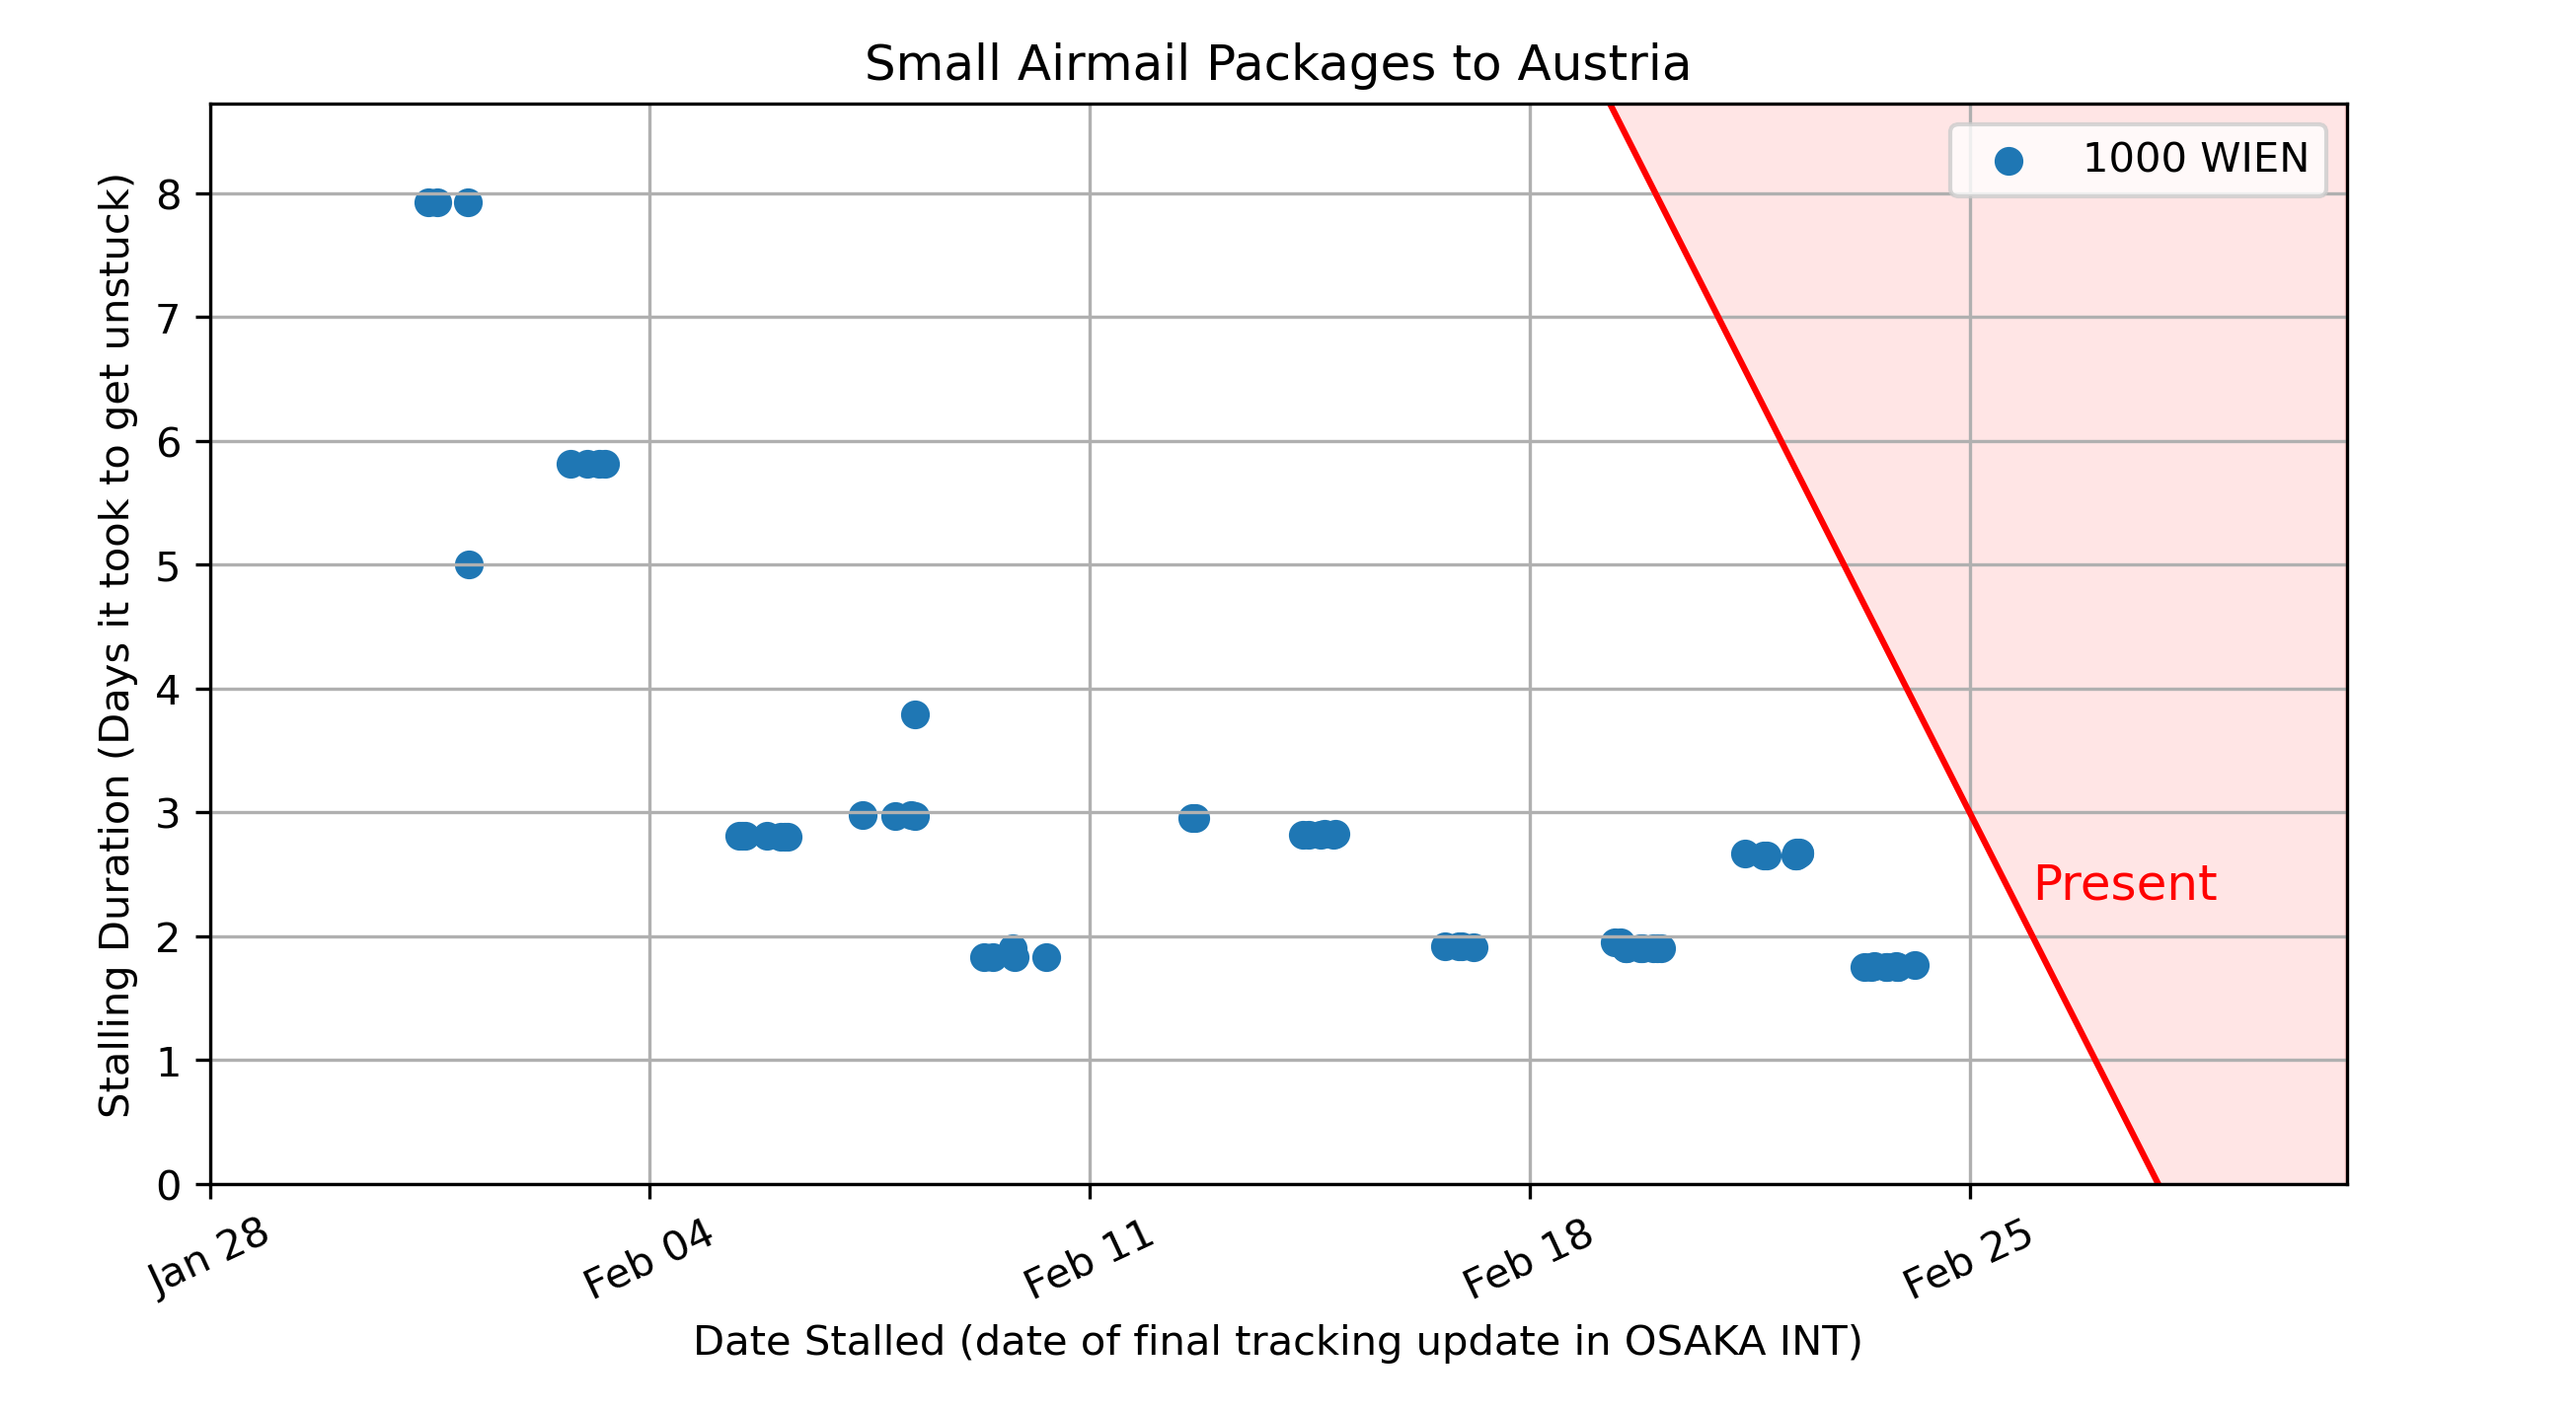 Small Airmail Packages to Austria
1000 WIEN
Stalling Duration (Days it took to get unstuck)
8
7
6
5
4
3
2
1
0
Present
Jan 28
Feb 04
Feb 11
Feb 18
Feb 25
Date Stalled (date of final tracking update in OSAKA INT)